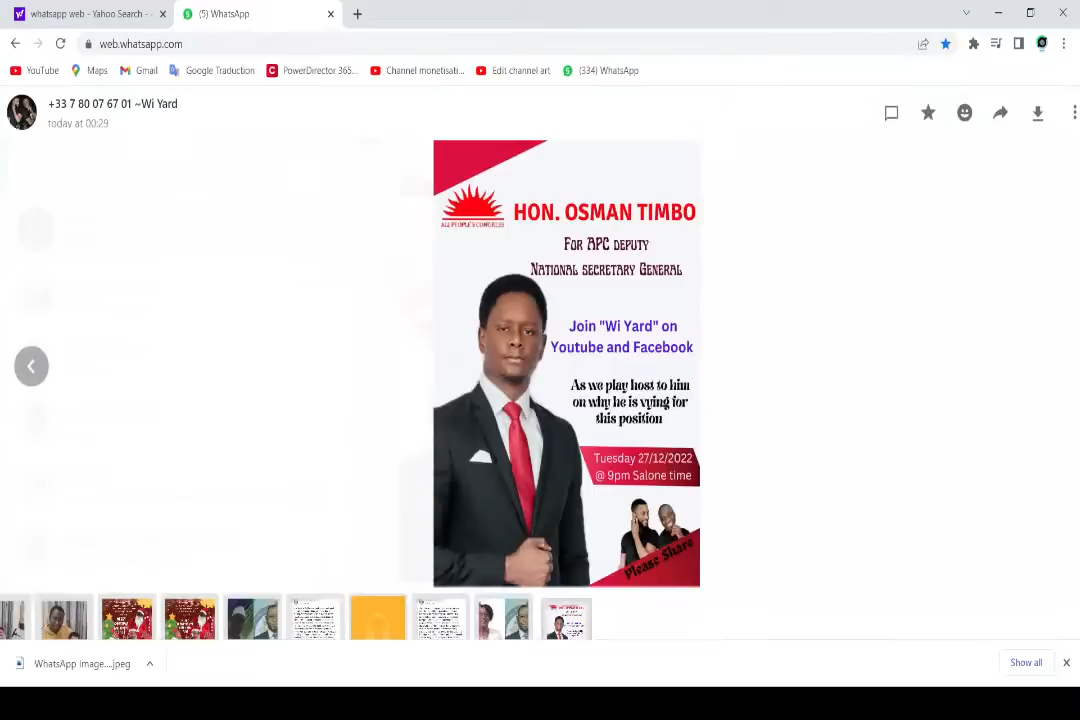 whatsapp web - Yahoo Search -
(5) WhatsApp
web.whatsapp.com
YouTube
Maps
Gmail
Google Traduction
PowerDirector 365...
Channel monetisati...
Edit channel art
(334) WhatsApp
+33 7 80 07 67 01 ~Wi Yard
today at 00:29
ALL PEOPLE'S CONGRESS
HON. OSMAN TIMBO
FOR APC DEPUTY
NATIONAL SECRETARY GENERAL
Join "Wi Yard" on
Youtube and Facebook
As we play host to him
on why he is vying for
this position
Tuesday 27/12/2022
@ 9pm Salone time
Please Share
WhatsApp Image....jpeg
Show all